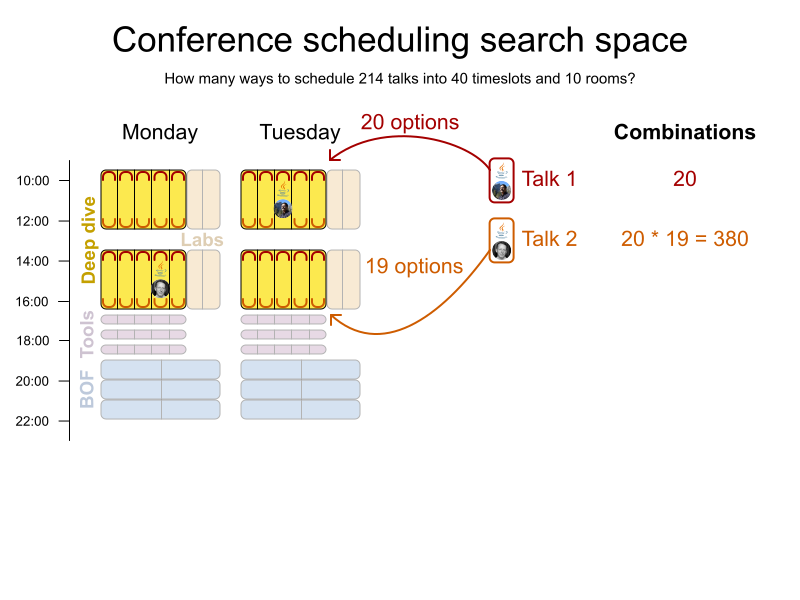 Conference scheduling search space
How many ways to schedule 214 talks into 40 timeslots and 10 rooms?
Monday
Tuesday
20 options
Combinations
10:00
Talk 1
20
12:00
Deep dive
Labs
Talk 2
20 * 19 = 380
14:00
19 options
16:00
Tools
18:00
BOF
20:00
22:00